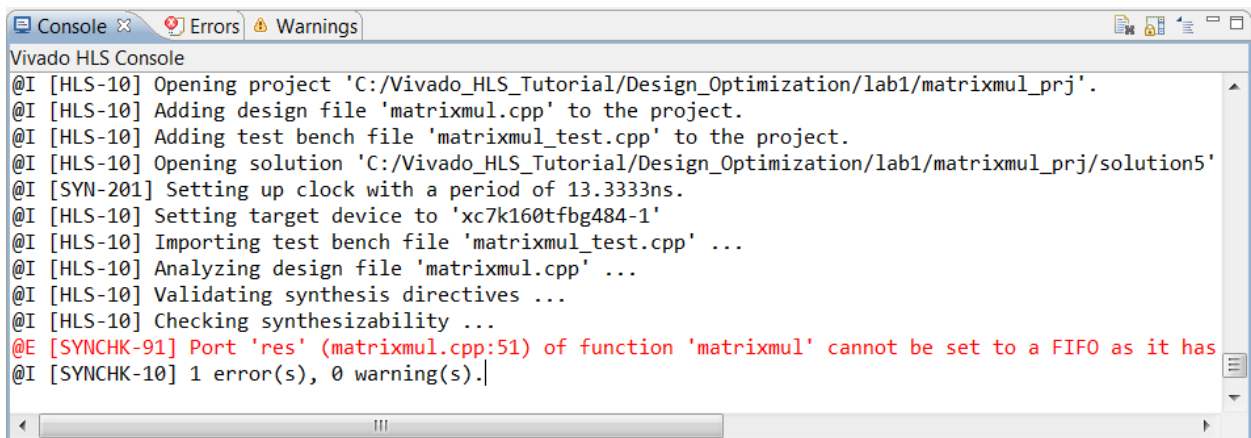 Console Errors Warnings
Vivado HLS Console
@I [HLS-10] Opening project 'C:/Vivado_HLS_Tutorial/Design_Optimization/lab1/matrixmul_prj'.
@I [HLS-10] Adding design file 'matrixmul.cpp' to the project.
@I [HLS-10] Adding test bench file 'matrixmul_test.cpp' to the project.
@I [HLS-10] Opening solution 'C:/Vivado_HLS_Tutorial/Design_Optimization/lab1/matrixmul_prj/solution5'
@I [SYN-201] Setting up clock with a period of 13.3333ns.
@I [HLS-10] Setting target device to 'xc7k160tfbg484-1'
@I [HLS-10] Importing test bench file 'matrixmul_test.cpp' ...
@I [HLS-10] Analyzing design file 'matrixmul.cpp' ...
@I [HLS-10] Validating synthesis directives ...
@I [HLS-10] Checking synthesizability ...
@E [SYNCHK-91] Port 'res' (matrixmul.cpp:51) of function 'matrixmul' cannot be set to a FIFO as it has
@I [SYNCHK-10] 1 error(s), 0 warning(s).